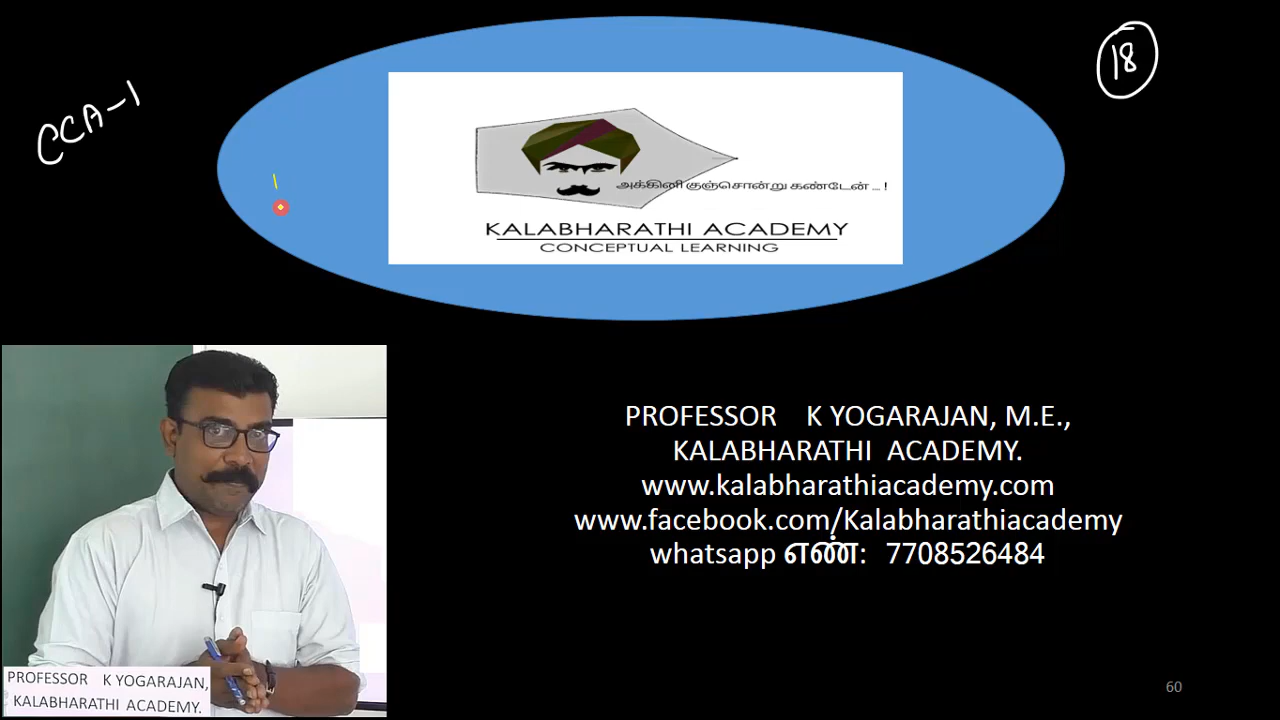 CCA-1
18
அக்கினி குஞ்சொன்று கண்டேன் ... !
KALABHARATHI ACADEMY
CONCEPTUAL LEARNING
PROFESSOR K YOGARAJAN, M.E.,
KALABHARATHI ACADEMY.
www.kalabharathiacademy.com
www.facebook.com/Kalabharathiacademy
whatsapp எண்: 7708526484
PROFESSOR K YOGARAJAN,
KALABHARATHI ACADEMY.
60